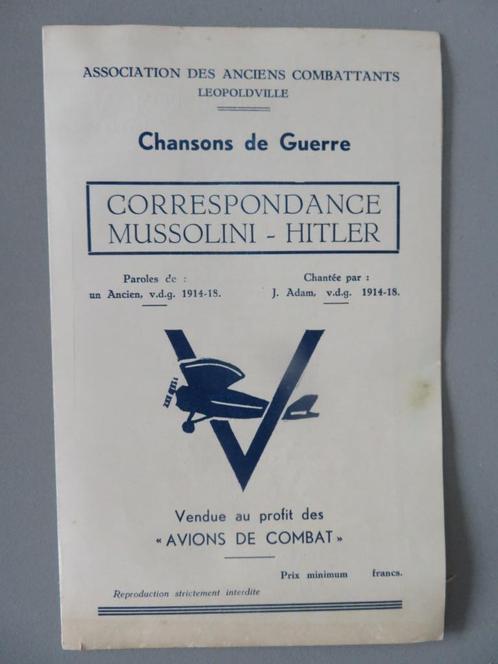 ASSOCIATION DES ANCIENS COMBATTANTS
LEOPOLDVILLE
Chansons de Guerre
CORRESPONDANCE
MUSSOLINI - HITLER
Paroles de :
un Ancien, v.d.g. 1914-18.
Chantée par :
J. Adam, v.d.g. 1914-18.
V
Vendue au profit des
« AVIONS DE COMBAT »
Prix minimum francs.
Reproduction strictement interdite